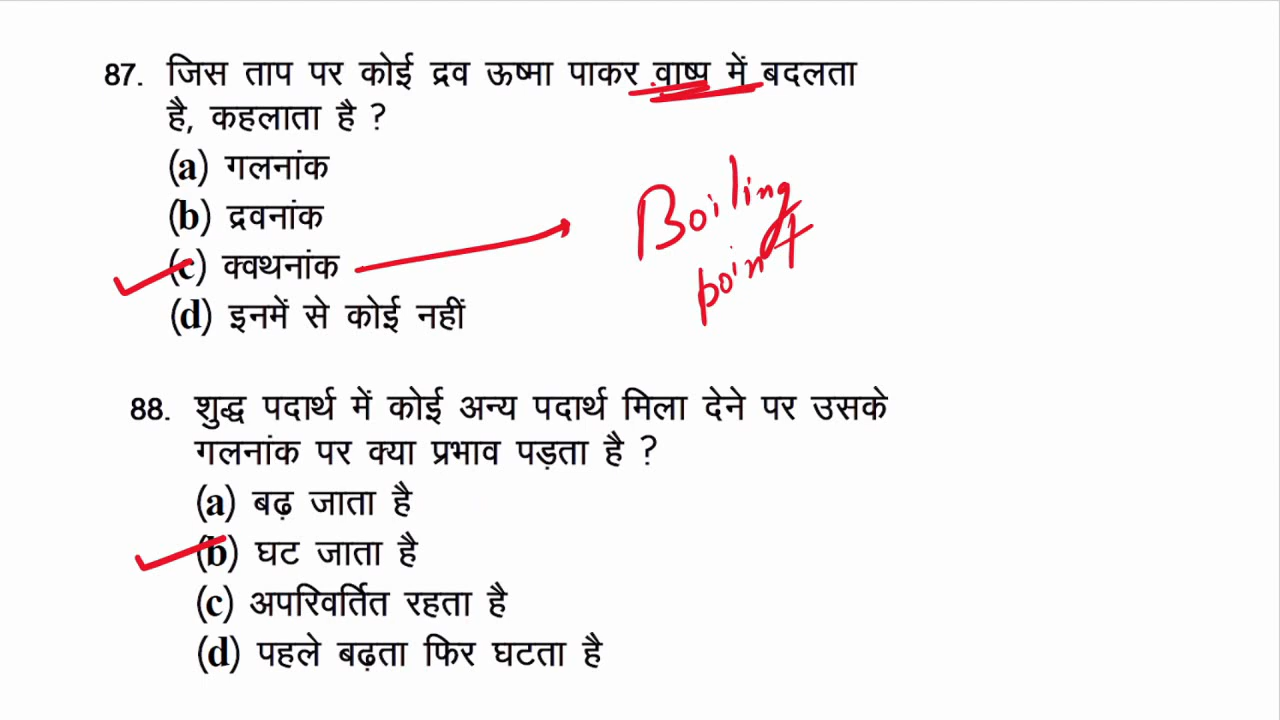 87. जिस ताप पर कोई द्रव ऊष्मा पाकर वाष्प में बदलता
है, कहलाता है ?
(a) गलनांक
(b) द्रवनांक
(c) क्वथनांक
(d) इनमें से कोई नहीं
Boiling
point
88. शुद्ध पदार्थ में कोई अन्य पदार्थ मिला देने पर उसके
गलनांक पर क्या प्रभाव पड़ता है ?
(a) बढ़ जाता है
(b) घट जाता है
(c) अपरिवर्तित रहता है
(d) पहले बढ़ता फिर घटता है